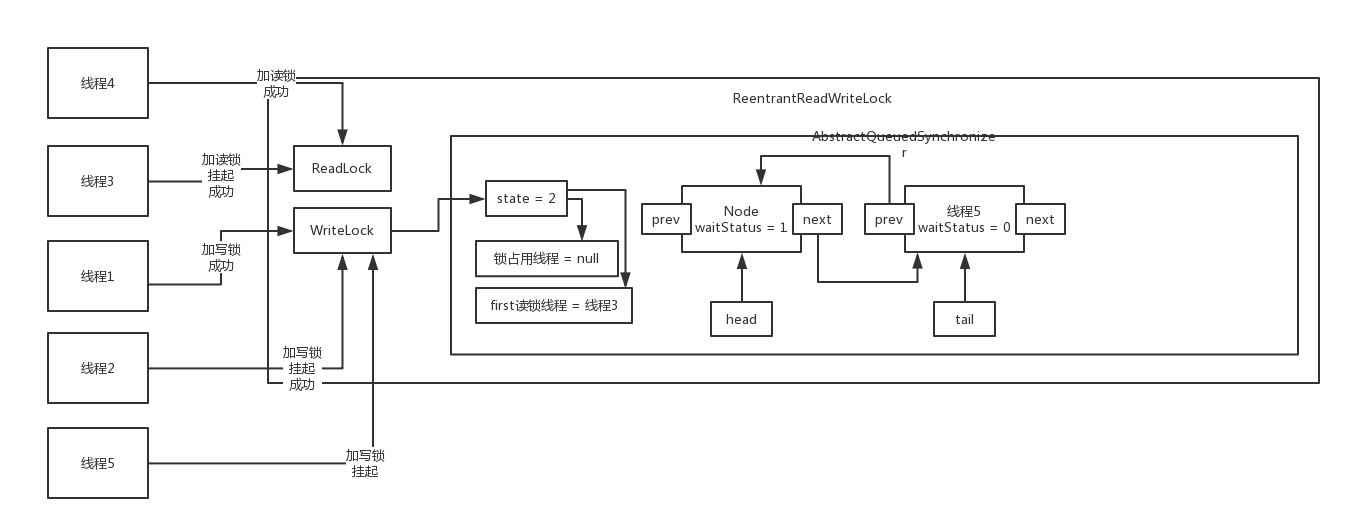 线程4
加读锁
成功
ReentrantReadWriteLock
AbstractQueuedSynchronize
r
线程3
加读锁
挂起
成功
ReadLock
state = 2
prev
Node
waitStatus = 1
next
prev
线程5
waitStatus = 0
next
WriteLock
线程1
加写锁
成功
锁占用线程 = null
first读锁线程 = 线程3
head
tail
线程2
加写锁
挂起
成功
线程5
加写锁
挂起